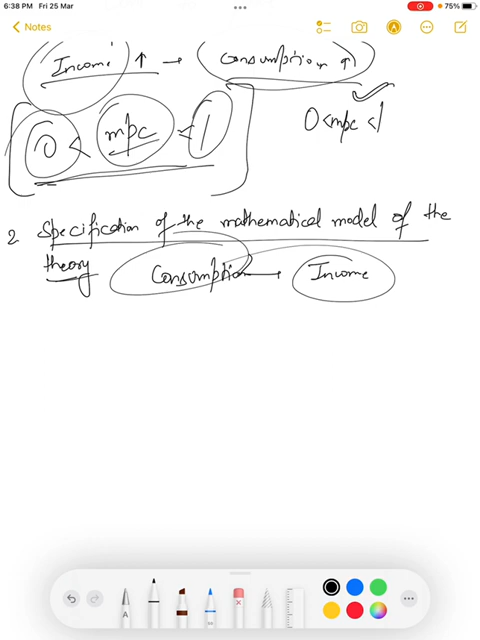 6:38 PM Fri 25 Mar
75%
Notes
Income ↑ → Consumption ↑
0 < mpc < 1
0 < mpc < 1
2. Specification of the mathematical model of the
theory
Consumption → Income
A